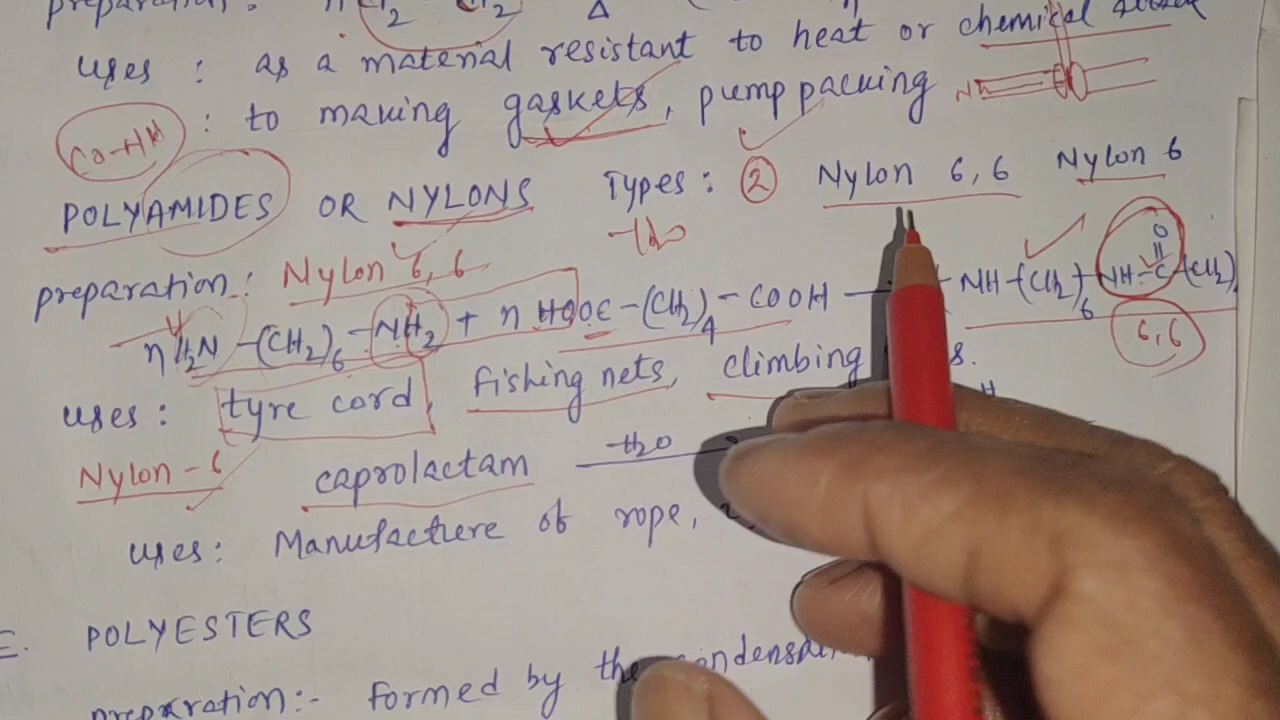 preparation:
uses : as a material resistant to heat or chemical attack
: to making gaskets, pump packing
CO-NH
POLYAMIDES OR NYLONS Types: ② Nylon 6,6 Nylon 6
-H2O
preparation: Nylon 6,6
n H2N -(CH2)6 -NH2 + n HOOC -(CH2)4 - COOH → NH-(CH2)6 NH-C-(CH2)
O
6,6
uses: tyre cord, fishing nets, climbing
Nylon-6 caprolactam -H2O
uses: Manufacture of rope,
E. POLYESTERS
preparation:- formed by the